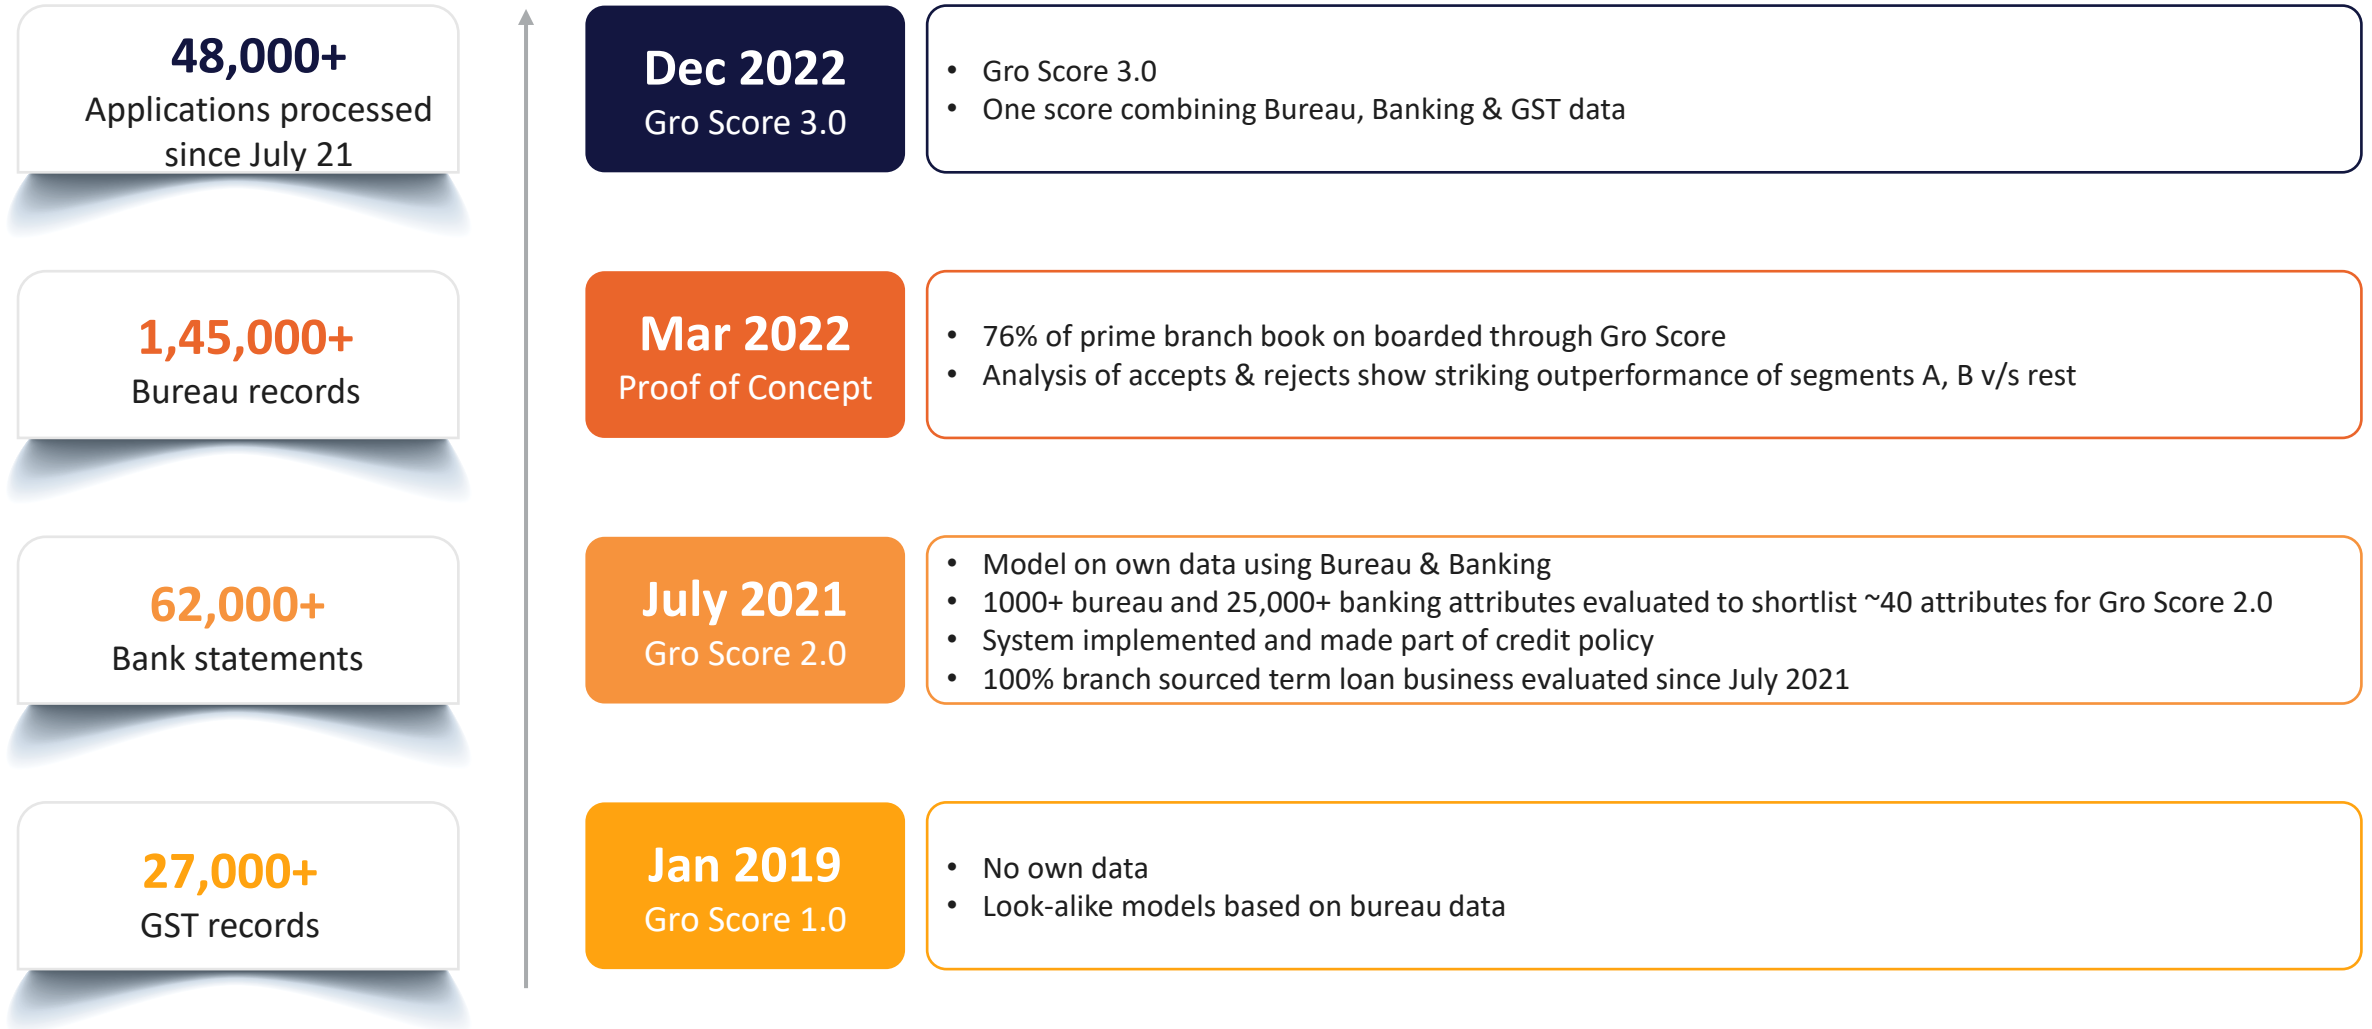 48,000+
Applications processed
since July 21
Dec 2022
Gro Score 3.0
• Gro Score 3.0
• One score combining Bureau, Banking & GST data
1,45,000+
Bureau records
Mar 2022
Proof of Concept
• 76% of prime branch book on boarded through Gro Score
• Analysis of accepts & rejects show striking outperformance of segments A, B v/s rest
62,000+
Bank statements
July 2021
Gro Score 2.0
• Model on own data using Bureau & Banking
• 1000+ bureau and 25,000+ banking attributes evaluated to shortlist ~40 attributes for Gro Score 2.0
• System implemented and made part of credit policy
• 100% branch sourced term loan business evaluated since July 2021
27,000+
GST records
Jan 2019
Gro Score 1.0
• No own data
• Look-alike models based on bureau data